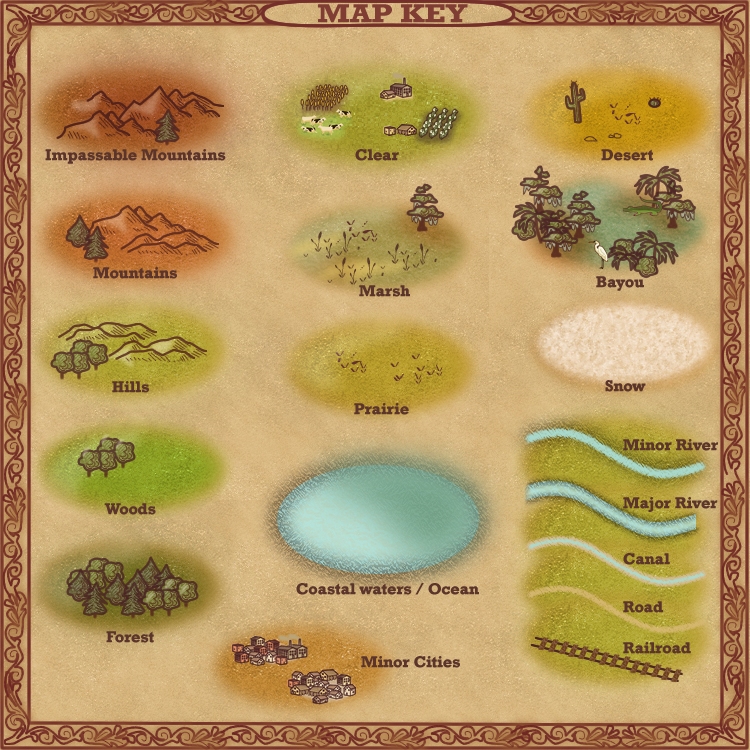 MAP KEY
Impassable Mountains
Clear
Desert
Mountains
Marsh
Bayou
Hills
Prairie
Snow
Woods
Coastal waters / Ocean
Forest
Minor Cities
Minor River
Major River
Canal
Road
Railroad